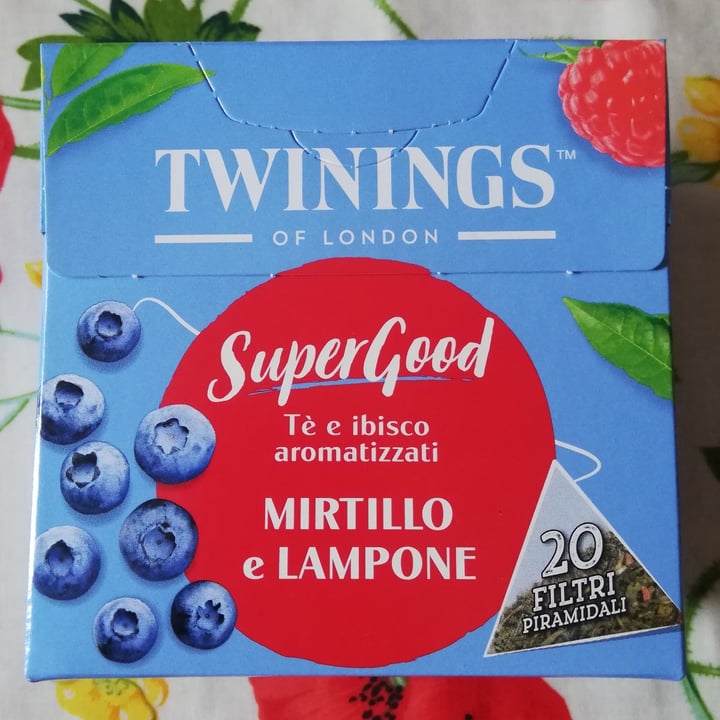 TWININGS™
OF LONDON
SuperGood
Tè e ibisco
aromatizzati
MIRTILLO
e LAMPONE
20
FILTRI
PIRAMIDALI